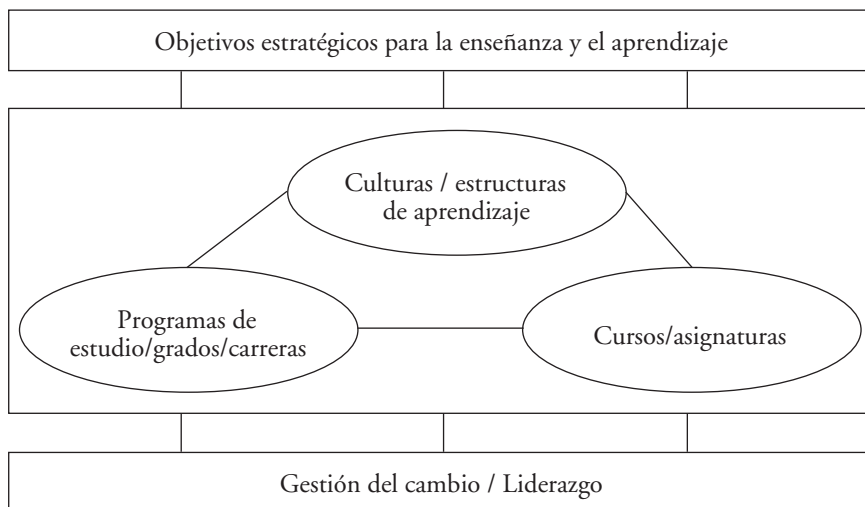 Objetivos estratégicos para la enseñanza y el aprendizaje
Culturas / estructuras
de aprendizaje
Programas de
estudio/grados/carreras
Cursos/asignaturas
Gestión del cambio / Liderazgo